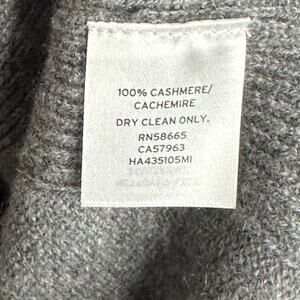 100% CASHMERE/
CACHEMIRE
DRY CLEAN ONLY.
RN58665
CA57963
HA435105MI